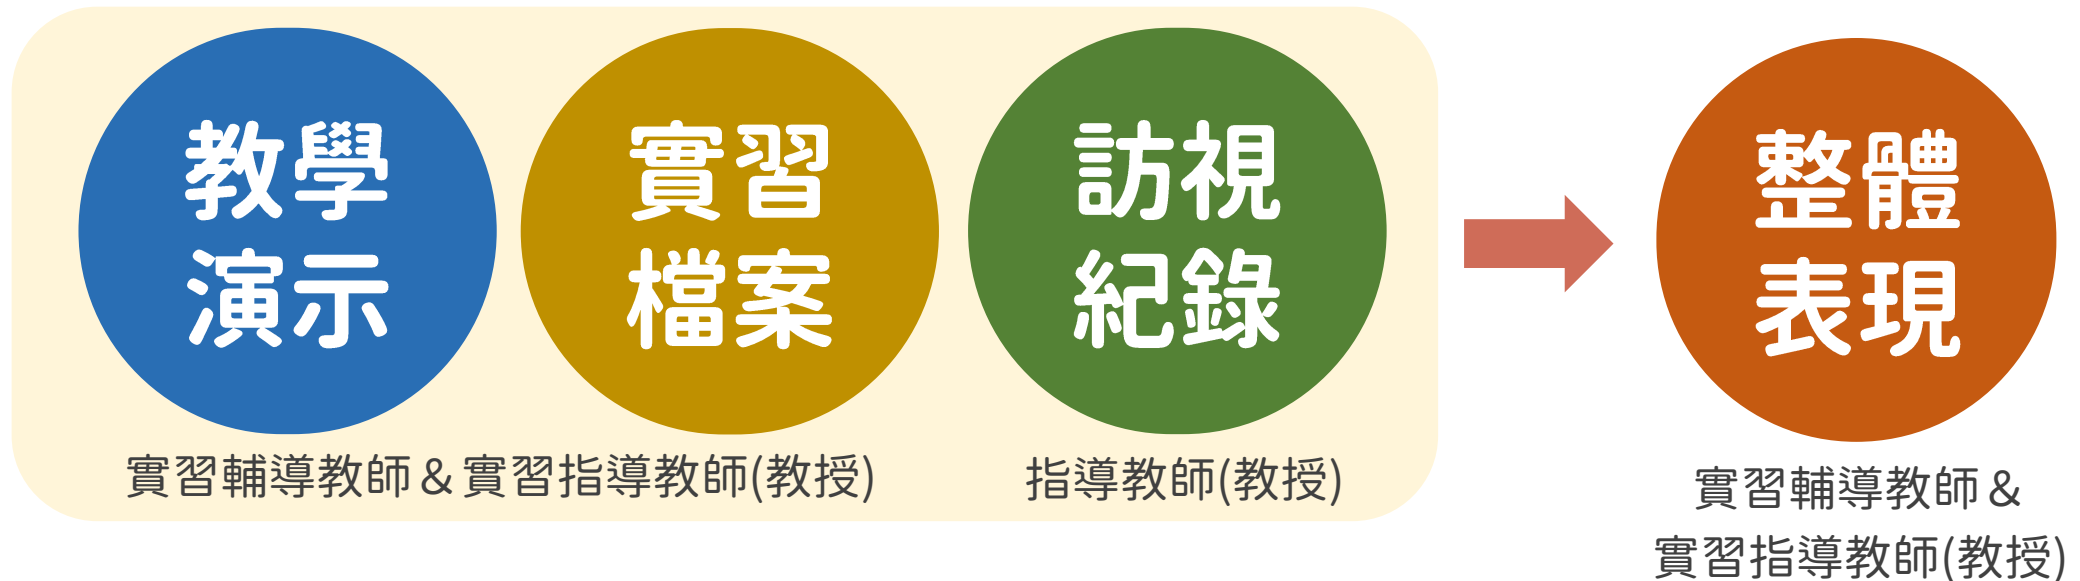 教學
演示
實習
檔案
訪視
紀錄
整體
表現
實習輔導教師＆實習指導教師(教授)
指導教師(教授)
實習輔導教師＆
實習指導教師(教授)